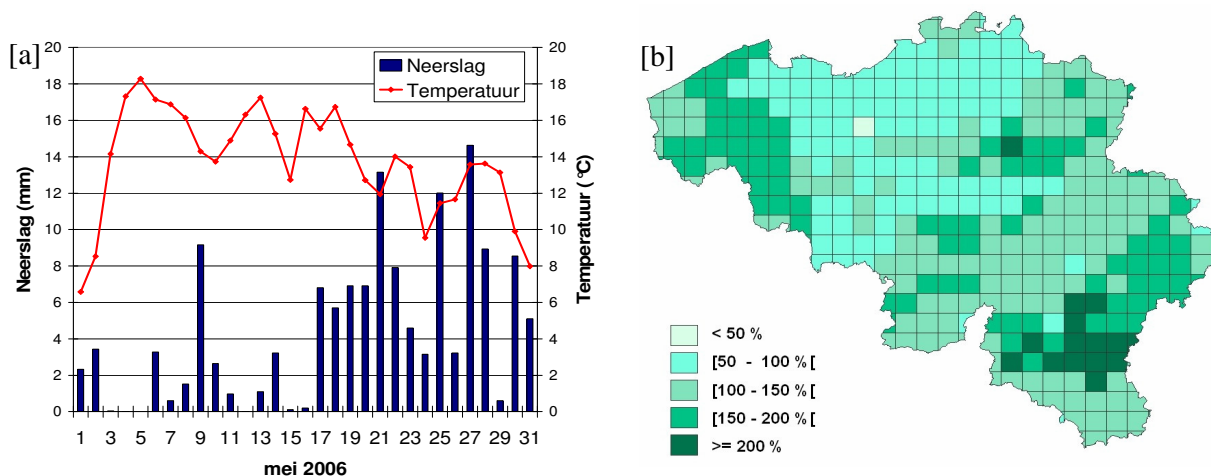 [a]
Neerslag (mm)
20
18
16
14
12
10
8
6
4
2
0
Neerslag
Temperatuur
20
18
16
14
12
10
8
6
4
2
0
Temperatuur (°C)
1 3 5 7 9 11 13 15 17 19 21 23 25 27 29 31
mei 2006
[b]
< 50 %
[50 - 100 % [
[100 - 150 % [
[150 - 200 % [
>= 200 %